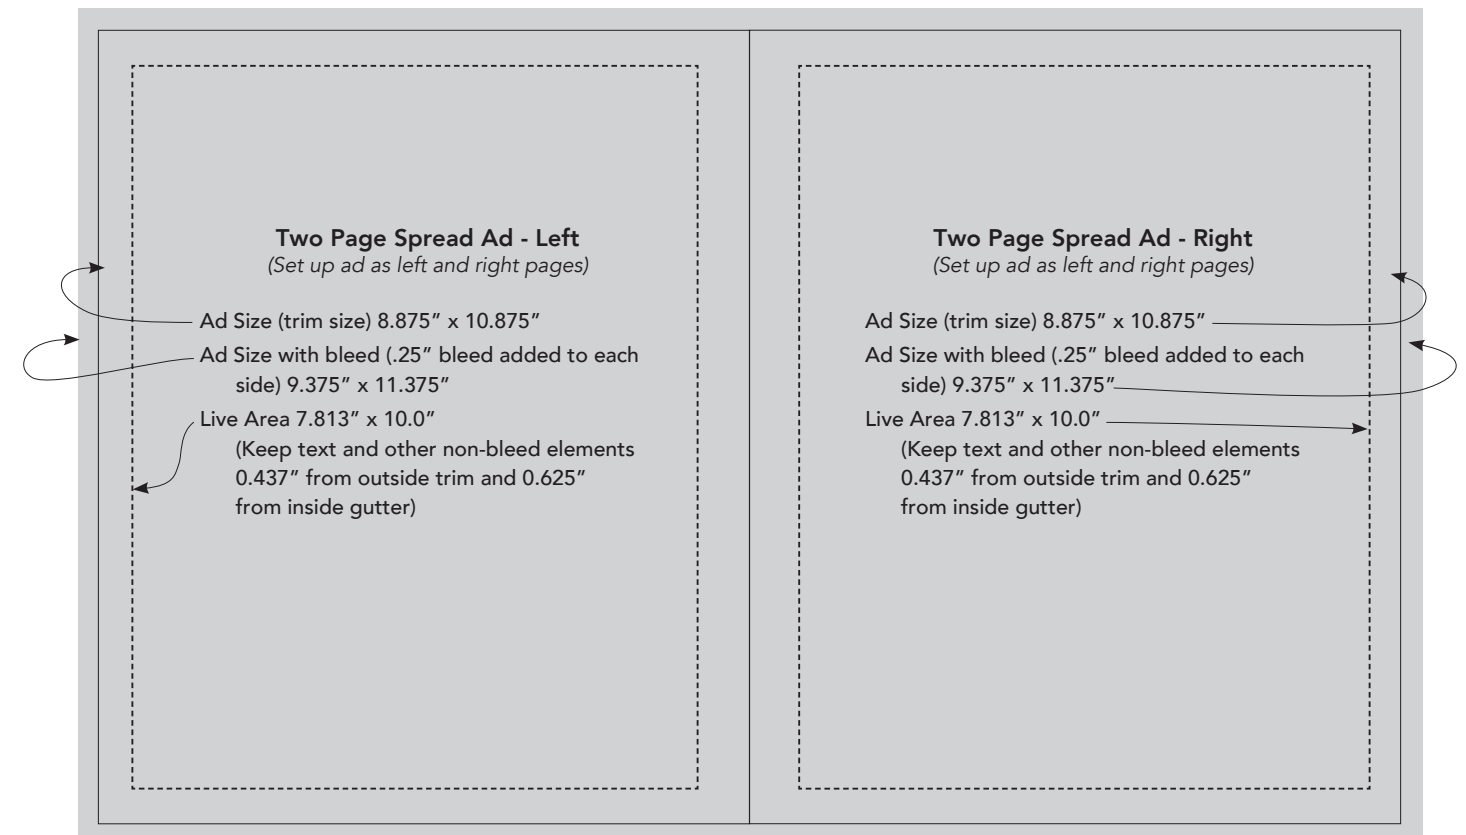 Two Page Spread Ad - Left
(Set up ad as left and right pages)
Ad Size (trim size) 8.875″ x 10.875″
Ad Size with bleed (.25″ bleed added to each
side) 9.375″ x 11.375″
Live Area 7.813″ x 10.0″
(Keep text and other non-bleed elements
0.437″ from outside trim and 0.625″
from inside gutter)
Two Page Spread Ad - Right
(Set up ad as left and right pages)
Ad Size (trim size) 8.875″ x 10.875″
Ad Size with bleed (.25″ bleed added to each
side) 9.375″ x 11.375″
Live Area 7.813″ x 10.0″
(Keep text and other non-bleed elements
0.437″ from outside trim and 0.625″
from inside gutter)